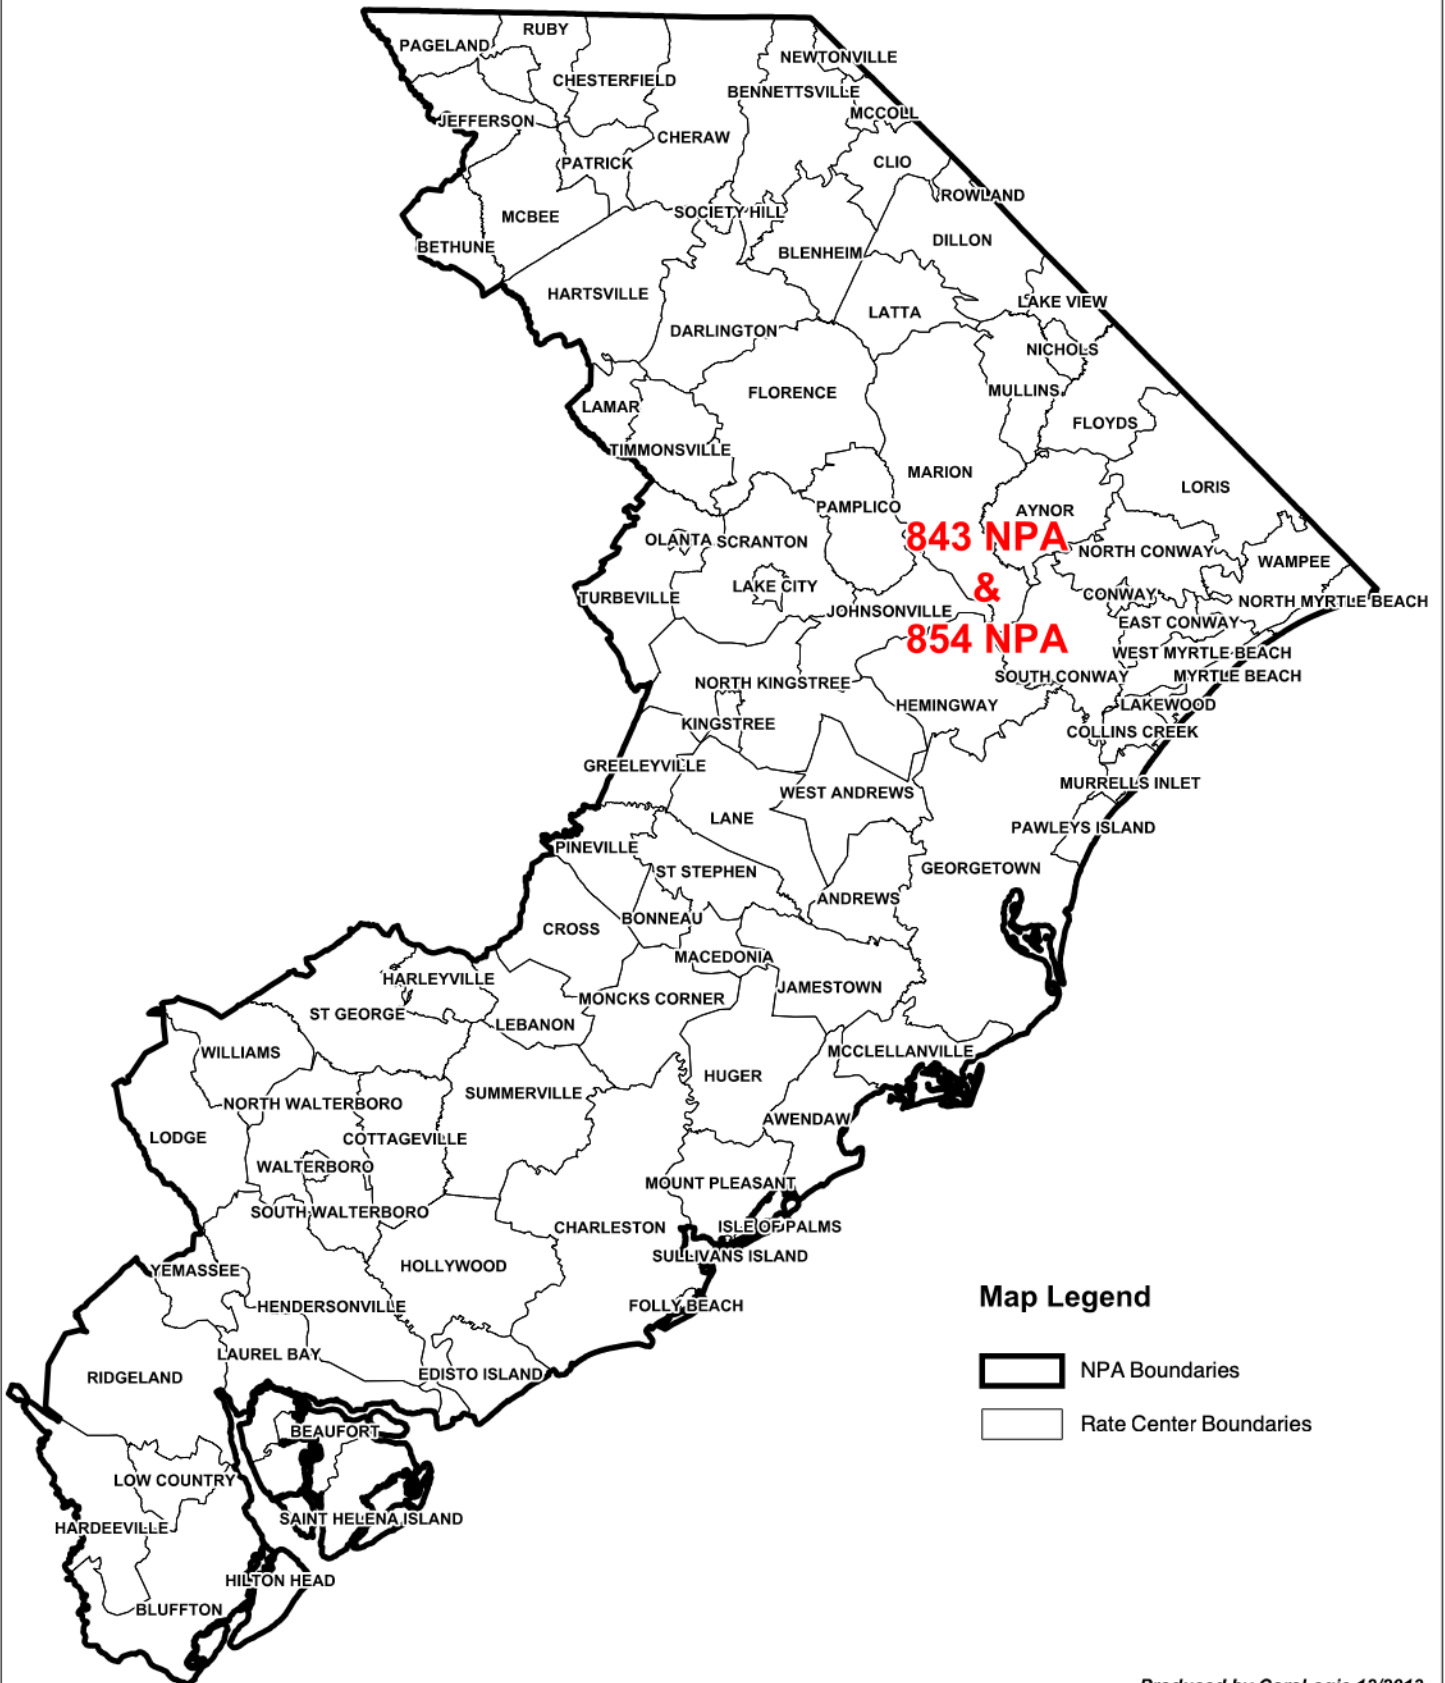 PAGELAND
RUBY
NEWTONVILLE
CHESTERFIELD
BENNETTSVILLE
MCCOLL
JEFFERSON
CHERAW
PATRICK
CLIO
ROWLAND
MCBEE
SOCIETY HILL
DILLON
BETHUNE
BLENHEIM
HARTSVILLE
LAKE VIEW
LATTA
DARLINGTON
NICHOLS
FLORENCE
MULLINS
LAMAR
FLOYDS
TIMMONSVILLE
MARION
LORIS
PAMPLICO
AYNOR
843 NPA
&
854 NPA
OLANTA
SCRANTON
NORTH CONWAY
WAMPEE
LAKE CITY
CONWAY
TURBEVILLE
NORTH MYRTLE BEACH
JOHNSONVILLE
EAST CONWAY
WEST MYRTLE BEACH
SOUTH CONWAY
MYRTLE BEACH
NORTH KINGSTREE
HEMINGWAY
LAKEWOOD
KINGSTREE
COLLINS CREEK
GREELEYVILLE
MURRELLS INLET
WEST ANDREWS
LANE
PAWLEYS ISLAND
PINEVILLE
ST STEPHEN
GEORGETOWN
ANDREWS
BONNEAU
CROSS
MACEDONIA
HARLEYVILLE
JAMESTOWN
MONCKS CORNER
ST GEORGE
LEBANON
WILLIAMS
MCCLELLANVILLE
HUGER
SUMMERVILLE
NORTH WALTERBORO
AWENDAW
LODGE
COTTAGEVILLE
WALTERBORO
MOUNT PLEASANT
SOUTH WALTERBORO
CHARLESTON
ISLE OF PALMS
SULLIVANS ISLAND
HOLLYWOOD
YEMASSEE
HENDERSONVILLE
FOLLY BEACH
LAUREL BAY
EDISTO ISLAND
RIDGELAND
BEAUFORT
LOW COUNTRY
SAINT HELENA ISLAND
HARDEEVILLE
HILTON HEAD
BLUFFTON
Map Legend
NPA Boundaries
Rate Center Boundaries